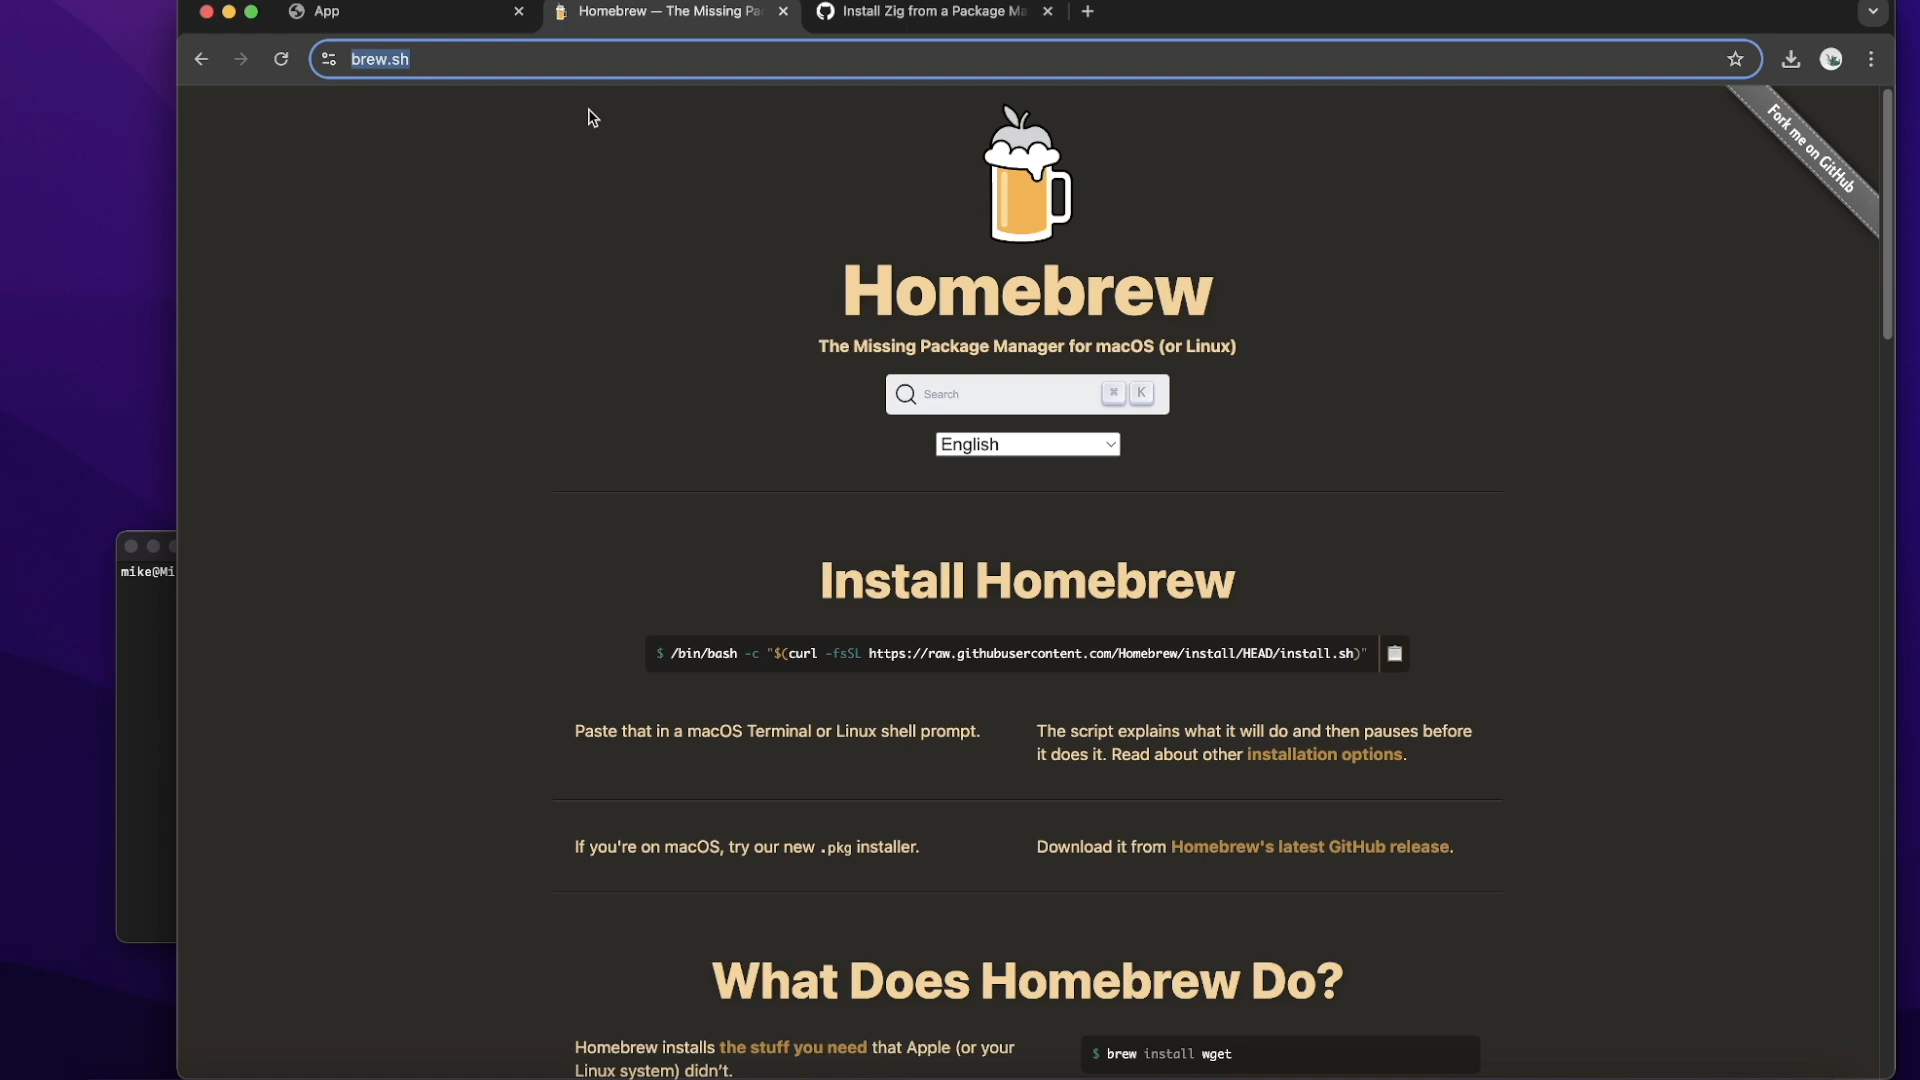 App
Homebrew — The Missing Pa
Install Zig from a Package Ma
brew.sh
Fork me on GitHub
Homebrew
The Missing Package Manager for macOS (or Linux)
Search ⌘ K
English
mike@Mi
Install Homebrew
$ /bin/bash -c "$(curl -fsSL https://raw.githubusercontent.com/Homebrew/install/HEAD/install.sh)"
Paste that in a macOS Terminal or Linux shell prompt.
The script explains what it will do and then pauses before
it does it. Read about other installation options.
If you're on macOS, try our new .pkg installer.
Download it from Homebrew's latest GitHub release.
What Does Homebrew Do?
Homebrew installs the stuff you need that Apple (or your
Linux system) didn't.
$ brew install wget